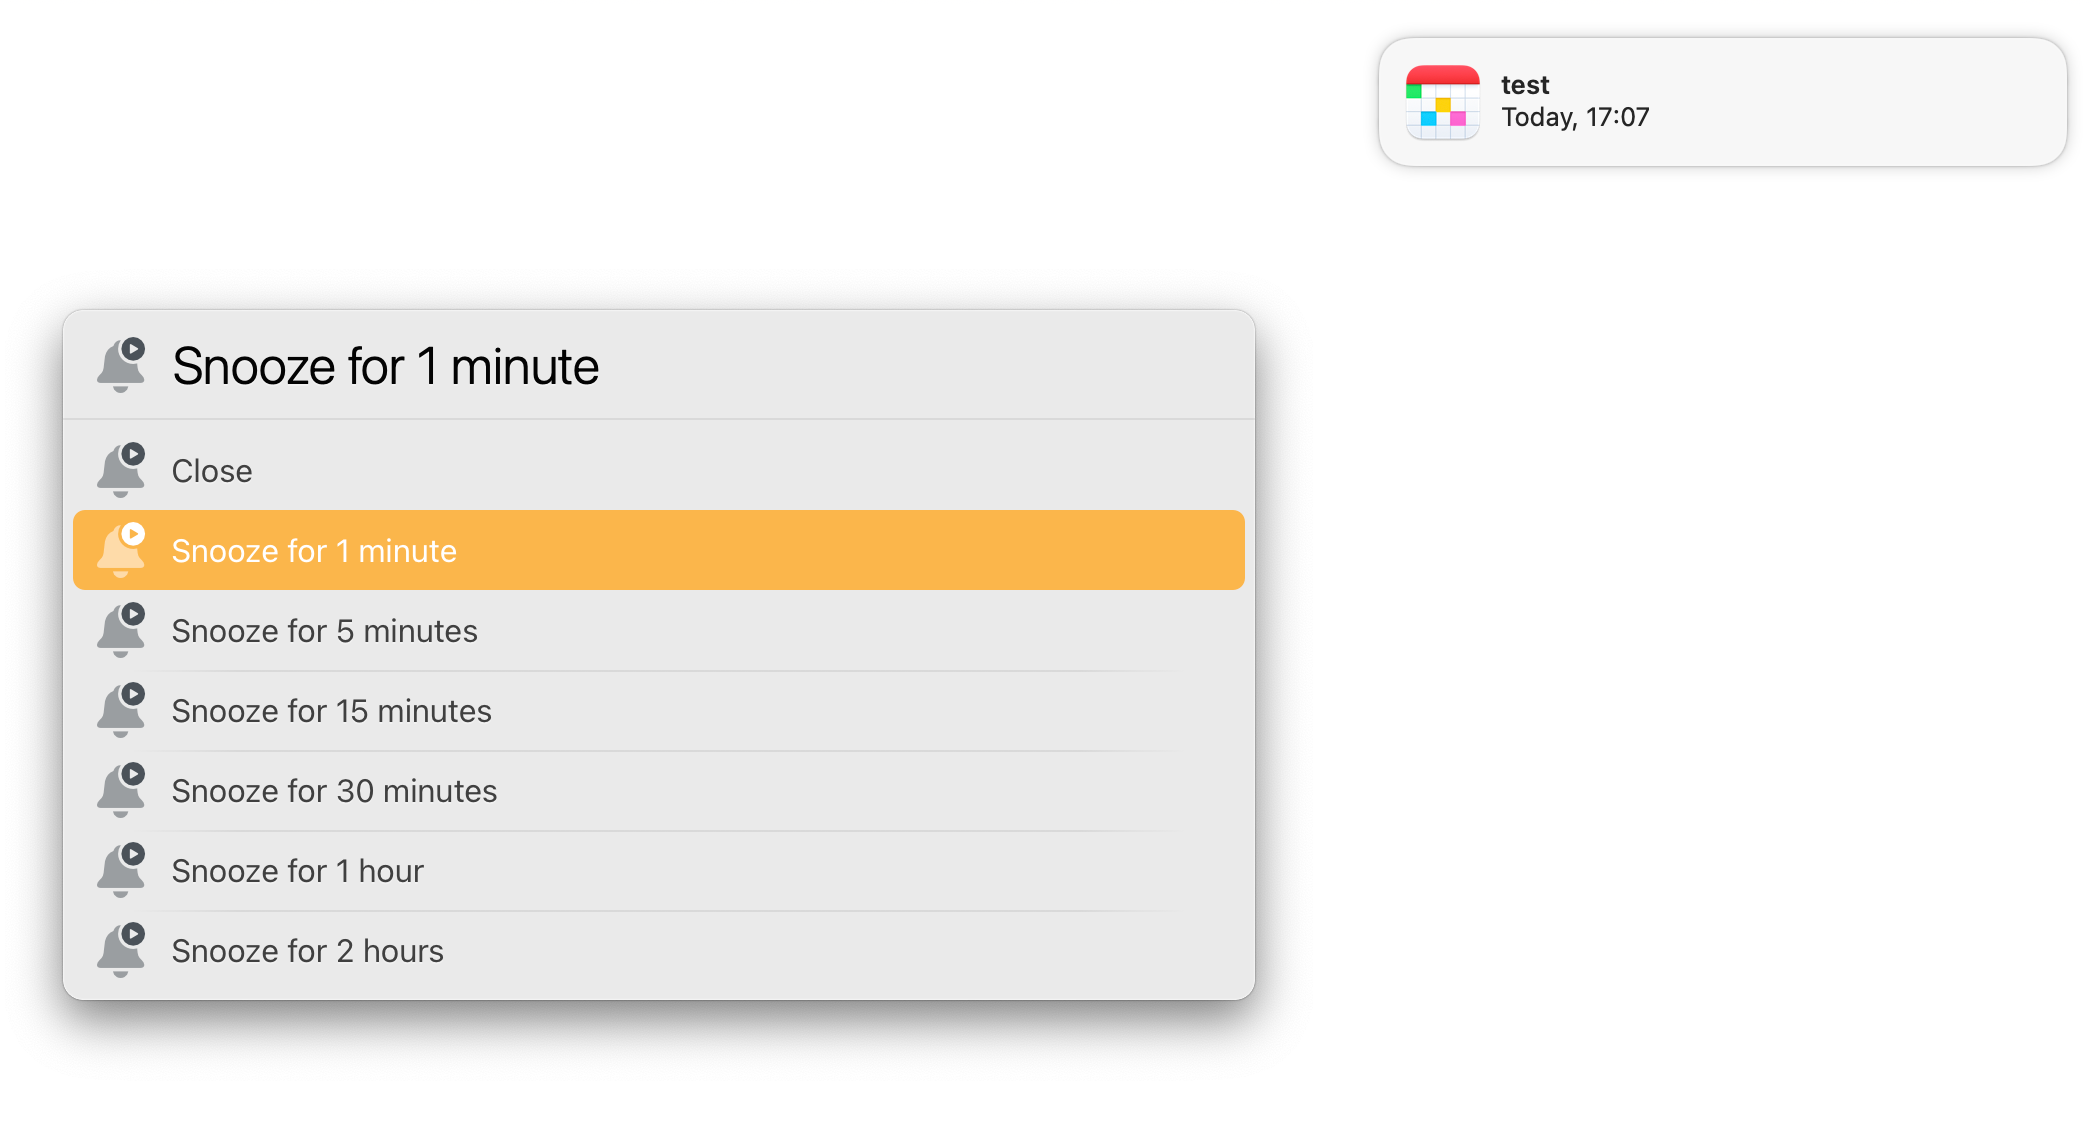 test
Today, 17:07
Snooze for 1 minute
Close
Snooze for 1 minute
Snooze for 5 minutes
Snooze for 15 minutes
Snooze for 30 minutes
Snooze for 1 hour
Snooze for 2 hours